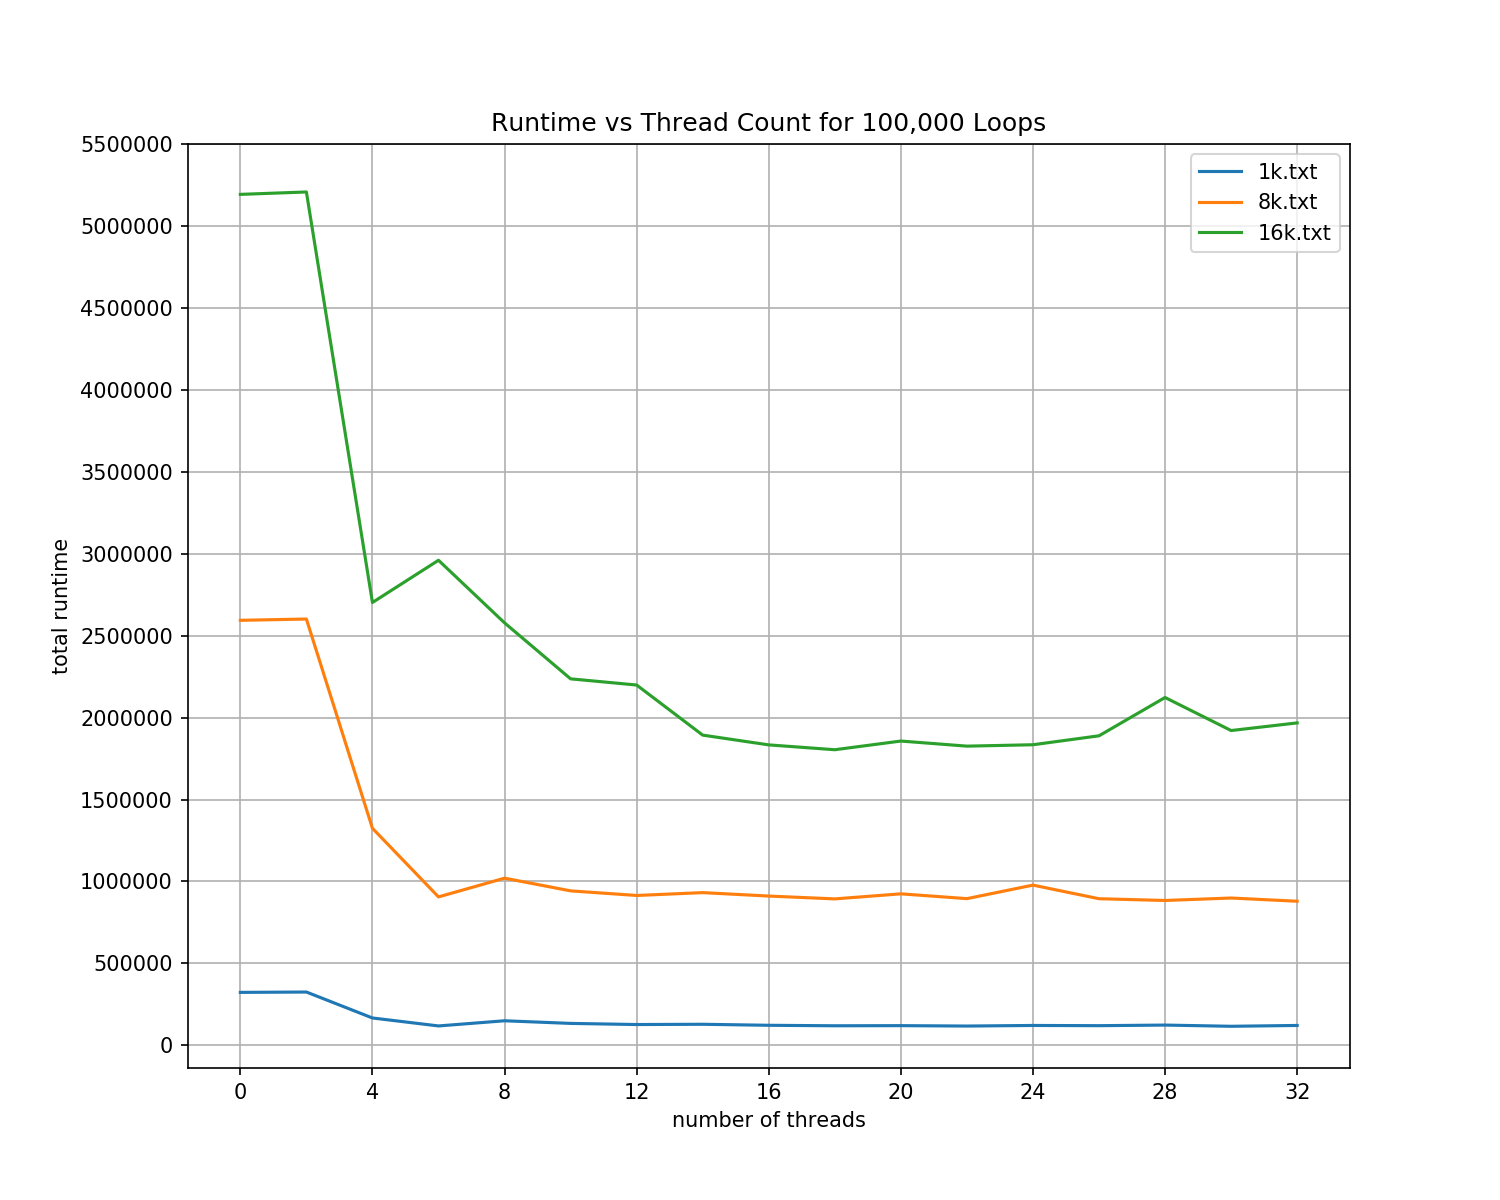 Runtime vs Thread Count for 100,000 Loops
5500000
5000000
4500000
4000000
3500000
3000000
2500000
2000000
1500000
1000000
500000
0
total runtime
1k.txt
8k.txt
16k.txt
0 4 8 12 16 20 24 28 32
number of threads